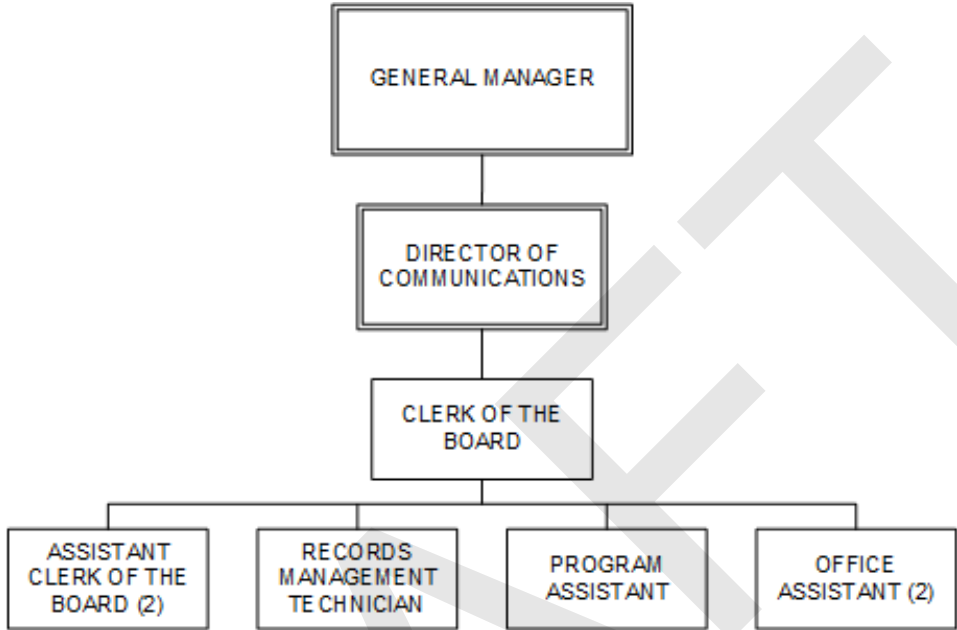 GENERAL MANAGER
DIRECTOR OF
COMMUNICATIONS
CLERK OF THE
BOARD
ASSISTANT
CLERK OF THE
BOARD (2)
RECORDS
MANAGEMENT
TECHNICIAN
PROGRAM
ASSISTANT
OFFICE
ASSISTANT (2)